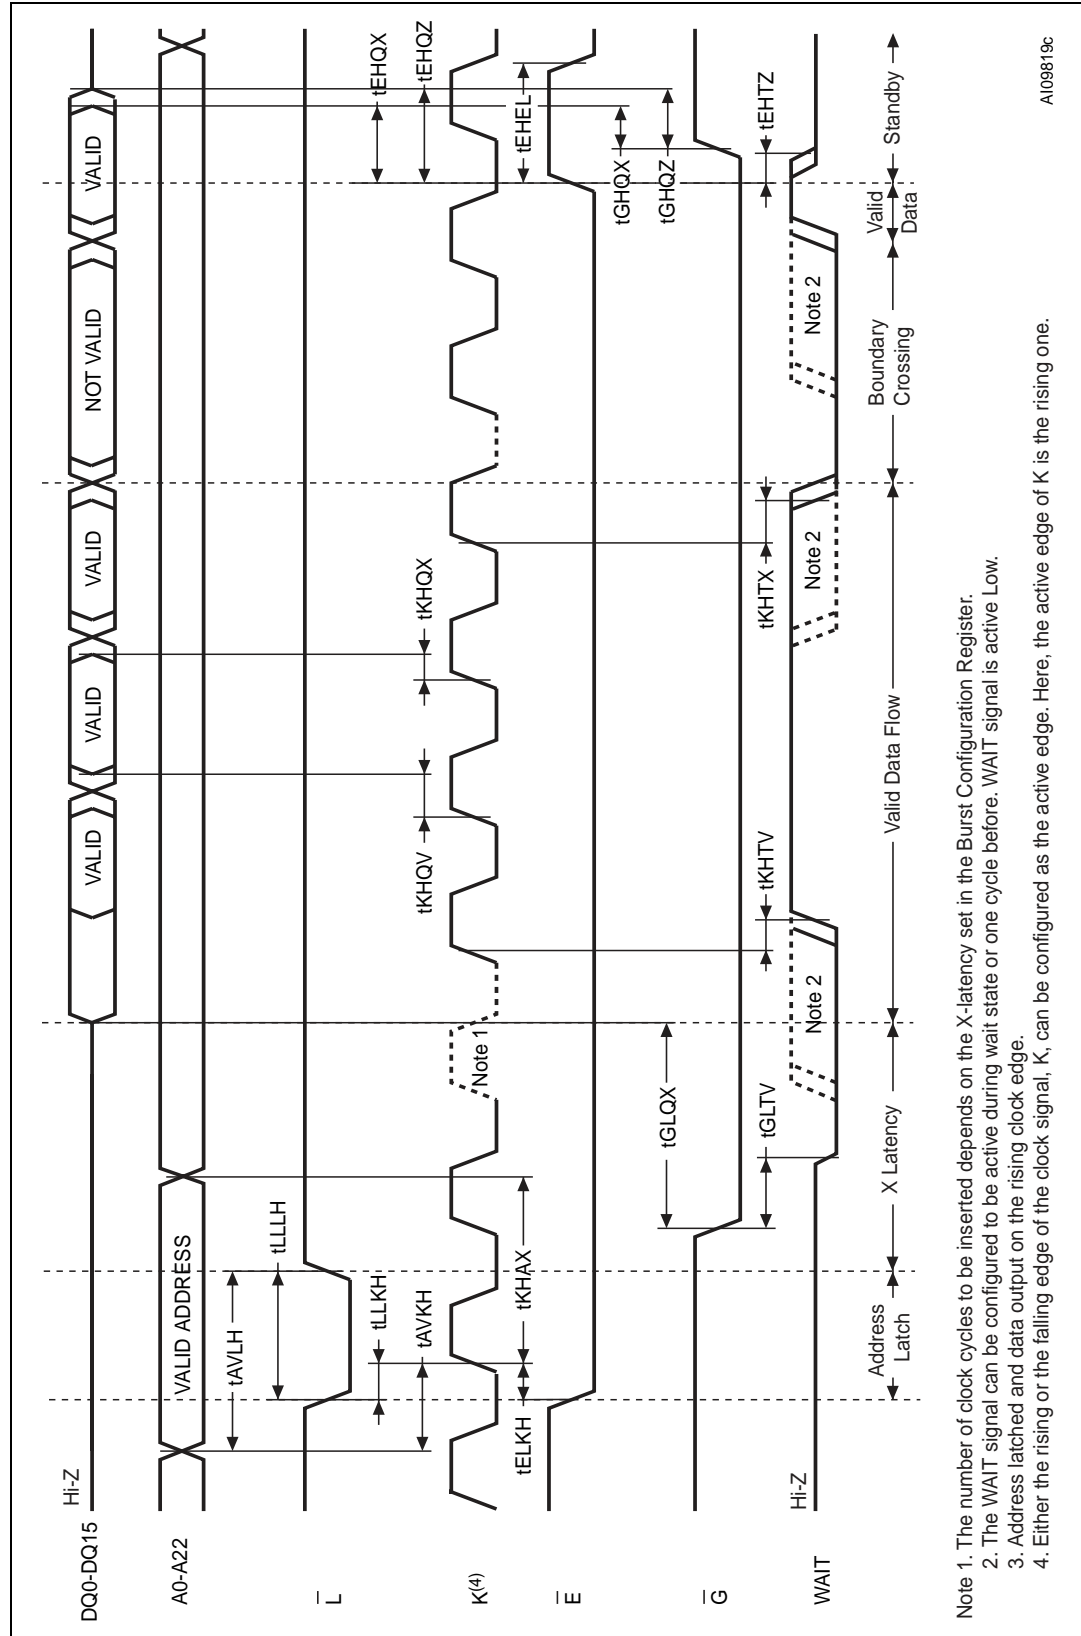 DQ0-DQ15
Hi-Z
VALID
VALID
VALID
NOT VALID
VALID
A0-A22
VALID ADDRESS
tAVLH
L
tLLLH
tEHQX
tLLKH
tAVKH
tKHQV
tKHQX
tEHQZ
K(4)
Note 1
tELKH
tKHAX
tEHEL
E
tGHQX
tGLQX
tGHQZ
G
tGLTV
tKHTV
tKHTX
tEHTZ
WAIT
Hi-Z
Note 2
Note 2
Note 2
Address
Latch
X Latency
Valid Data Flow
Boundary
Crossing
Valid
Data
Standby
Note 1. The number of clock cycles to be inserted depends on the X-latency set in the Burst Configuration Register.
2. The WAIT signal can be configured to be active during wait state or one cycle before. WAIT signal is active Low.
3. Address latched and data output on the rising clock edge.
4. Either the rising or the falling edge of the clock signal, K, can be configured as the active edge. Here, the active edge of K is the rising one.
AI09819c